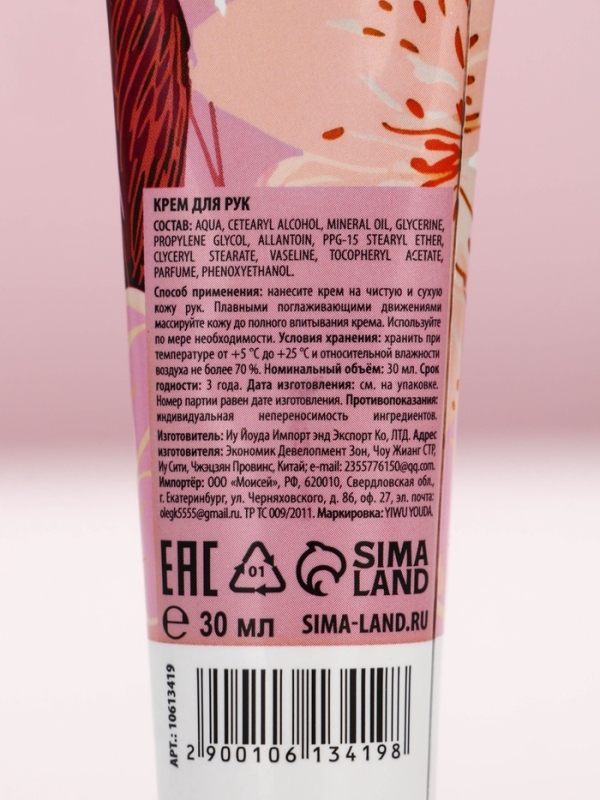 КРЕМ ДЛЯ РУК
СОСТАВ: AQUA, CETEARYL ALCOHOL, MINERAL OIL, GLYCERINE,
PROPYLENE GLYCOL, ALLANTOIN, PPG-15 STEARYL ETHER,
CLYCERYL STEARATE, VASELINE, TOCOPHERYL ACETATE,
PARFUME, PHENOXYETHANOL.
Способ применения: нанесите крем на чистую и сухую
кожу рук. Плавными поглаживающими движениями
массируйте кожу до полного впитывания крема. Используйте
по мере необходимости. Условия хранения: хранить при
температуре от +5 °C до +25 °C и относительной влажности
воздуха не более 70 %. Номинальный объём: 30 мл. Срок
годности: 3 года. Дата изготовления: см. на упаковке.
Номер партии равен дате изготовления. Противопоказания:
индивидуальная непереносимость ингредиентов.
Изготовитель: Иу Йоуда Импорт энд Экспорт Ко, ЛТД. Адрес
изготовителя: Экономик Девелопмент Зон, Чоу Жианг СТР,
Иу Сити, Чжэцзян Провинс, Китай; e-mail: 2355776150@qq.com.
Импортёр: ООО «Моисей», РФ, 620010, Свердловская обл.,
г. Екатеринбург, ул. Черняховского, д. 86, оф. 27, эл. почта:
olegk5555@gmail.ru. ТР ТС 009/2011. Маркировка: YIWU YOUDA.
EAC 01 SIMA
LAND
℮ 30 мл SIMA-LAND.RU
АРТ.: 10613419
2 900106 134198